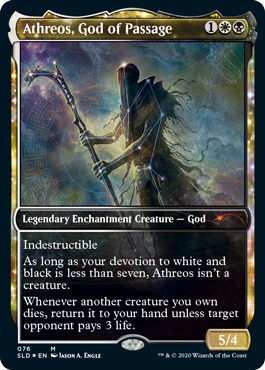 Athreos, God of Passage 1
Legendary Enchantment Creature — God
Indestructible
As long as your devotion to white and
black is less than seven, Athreos isn't a
creature.
Whenever another creature you own
dies, return it to your hand unless target
opponent pays 3 life.
5/4
076 M
SLD ★ EN Jason A. Engle
™ & © 2020 Wizards of the Coast